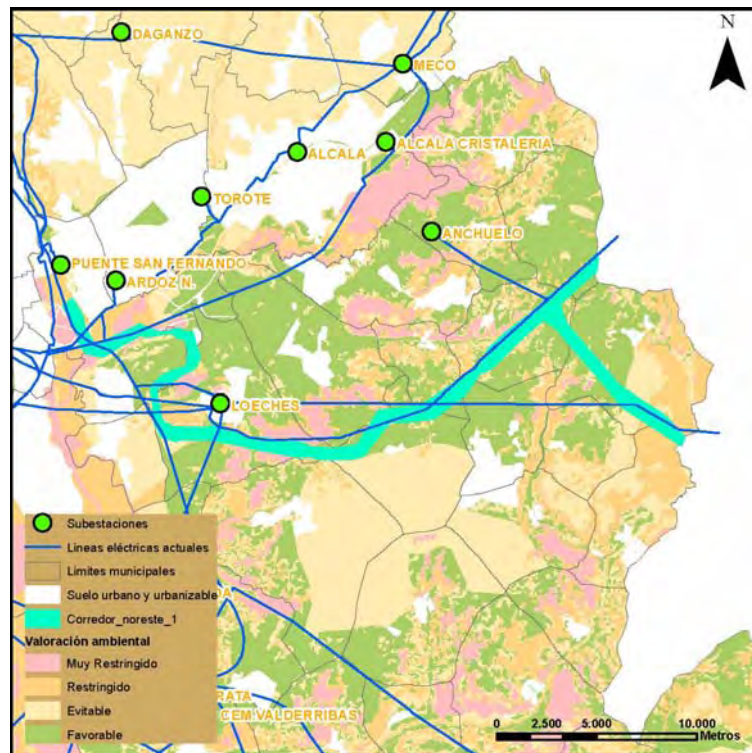 DAGANZO
N
MECO
ALCALA
ALCALA CRISTALERIA
TOROTE
ANCHUELO
PUENTE SAN FERNANDO
ARDOZ N.
LOECHES
Subestaciones
Lineas eléctricas actuales
Limites municipales
Suelo urbano y urbanizable
Corredor_noreste_1
Valoración ambiental
Muy Restringido
Restringido
Evitable
Favorable
CEM.VALDERRIBAS
0 2.500 5.000 10.000
Metros